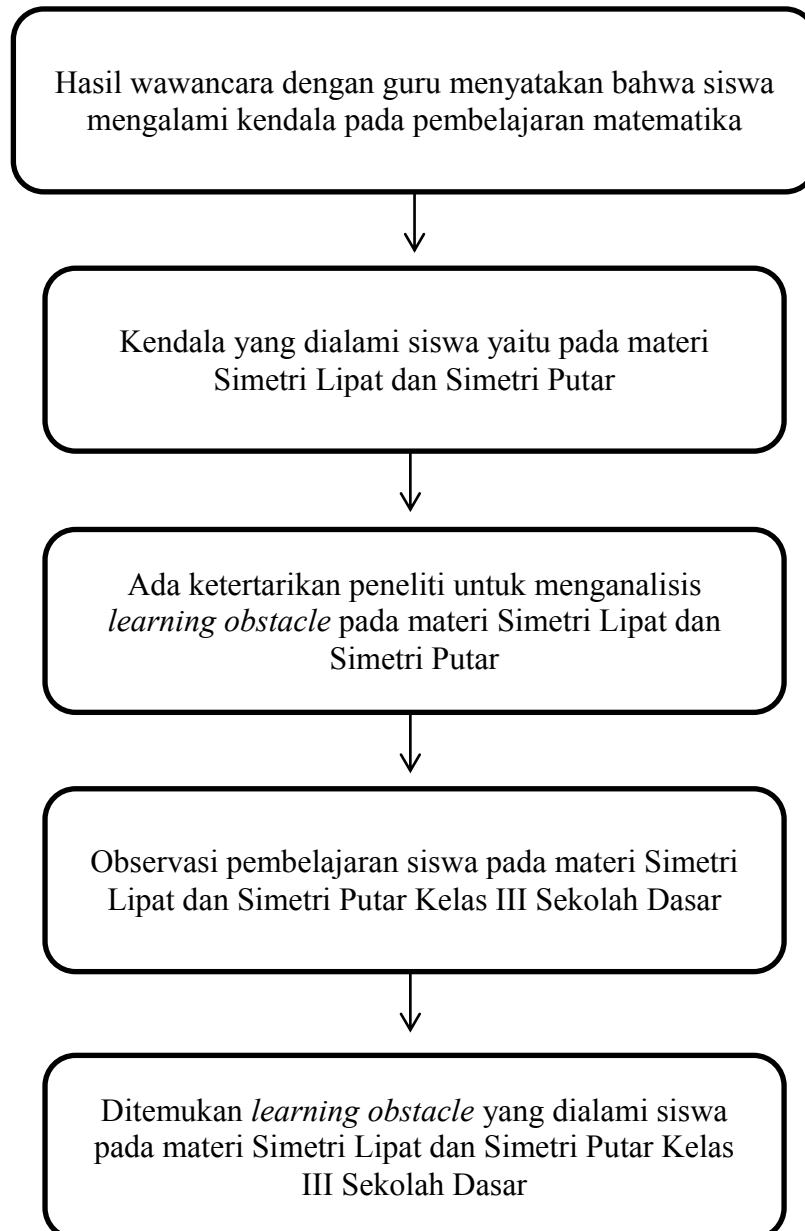 Hasil wawancara dengan guru menyatakan bahwa siswa
mengalami kendala pada pembelajaran matematika
Kendala yang dialami siswa yaitu pada materi
Simetri Lipat dan Simetri Putar
Ada ketertarikan peneliti untuk menganalisis
learning obstacle pada materi Simetri Lipat dan
Simetri Putar
Observasi pembelajaran siswa pada materi Simetri
Lipat dan Simetri Putar Kelas III Sekolah Dasar
Ditemukan learning obstacle yang dialami siswa
pada materi Simetri Lipat dan Simetri Putar Kelas
III Sekolah Dasar